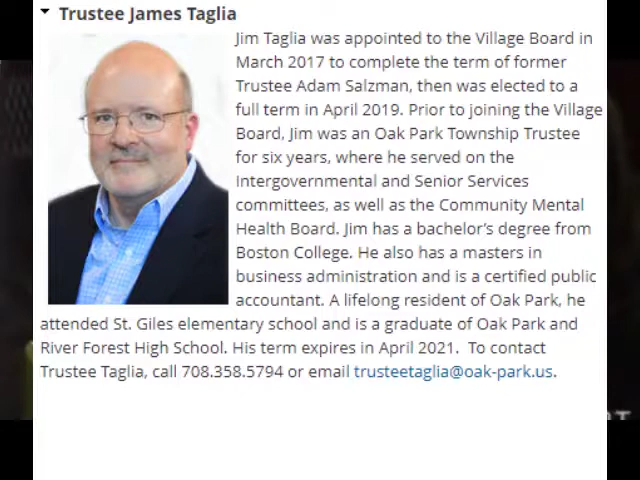 Trustee James Taglia
Jim Taglia was appointed to the Village Board in
March 2017 to complete the term of former
Trustee Adam Salzman, then was elected to a
full term in April 2019. Prior to joining the Village
Board, Jim was an Oak Park Township Trustee
for six years, where he served on the
Intergovernmental and Senior Services
committees, as well as the Community Mental
Health Board. Jim has a bachelor’s degree from
Boston College. He also has a masters in
business administration and is a certified public
accountant. A lifelong resident of Oak Park, he
attended St. Giles elementary school and is a graduate of Oak Park and
River Forest High School. His term expires in April 2021. To contact
Trustee Taglia, call 708.358.5794 or email trusteetaglia@oak-park.us.